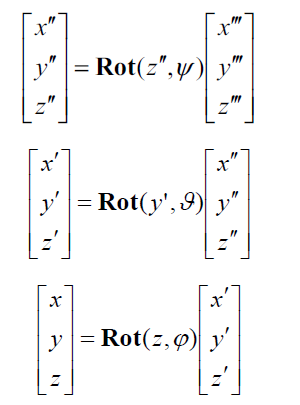 [x″ y″ z″] = Rot(z″,ψ) [x‴ y‴ z‴]
[x′ y′ z′] = Rot(y',ϑ) [x″ y″ z″]
[x y z] = Rot(z,φ) [x′ y′ z′]